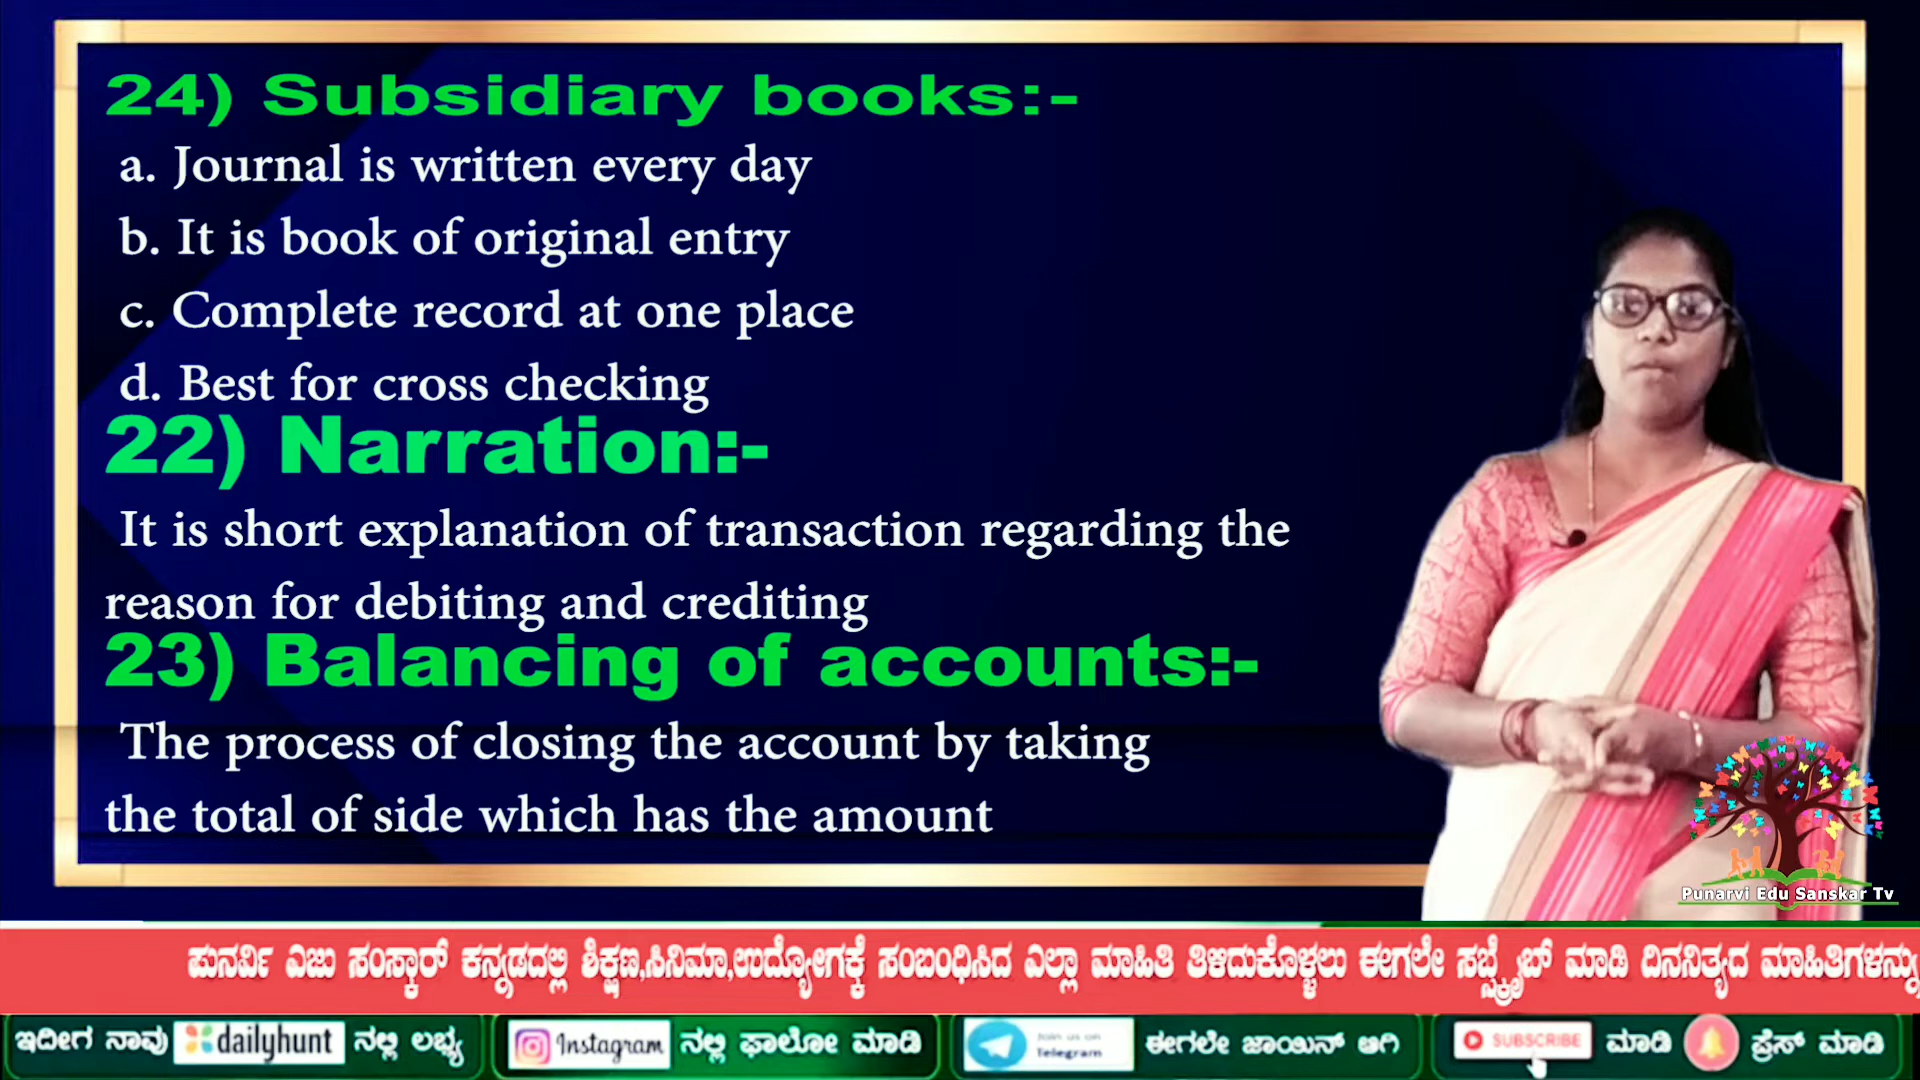 24) Subsidiary books:-
a. Journal is written every day
b. It is book of original entry
c. Complete record at one place
d. Best for cross checking
22) Narration:-
It is short explanation of transaction regarding the
reason for debiting and crediting
23) Balancing of accounts:-
The process of closing the account by taking
the total of side which has the amount
Punarvi Edu Sanskar Tv
ಪುನರ್ವಿ ಎಜು ಸಂಸ್ಕಾರ್ ಕನ್ನಡದಲ್ಲಿ ಶಿಕ್ಷಣ,ಸಿನಿಮಾ,ಉದ್ಯೋಗಕ್ಕೆ ಸಂಬಂಧಿಸಿದ ಎಲ್ಲಾ ಮಾಹಿತಿ ತಿಳಿದುಕೊಳ್ಳಲು ಈಗಲೇ ಸಬ್ಸ್ಕ್ರೈಬ್ ಮಾಡಿ ದಿನನಿತ್ಯದ ಮಾಹಿತಿಗಳನ್ನು
ಇದೀಗ ನಾವು dailyhunt ನಲ್ಲಿ ಲಭ್ಯ Instagram ನಲ್ಲಿ ಫಾಲೋ ಮಾಡಿ Join us on Telegram ಈಗಲೇ ಜಾಯಿನ್ ಆಗಿ SUBSCRIBE ಮಾಡಿ ಪ್ರೆಸ್ ಮಾಡಿ